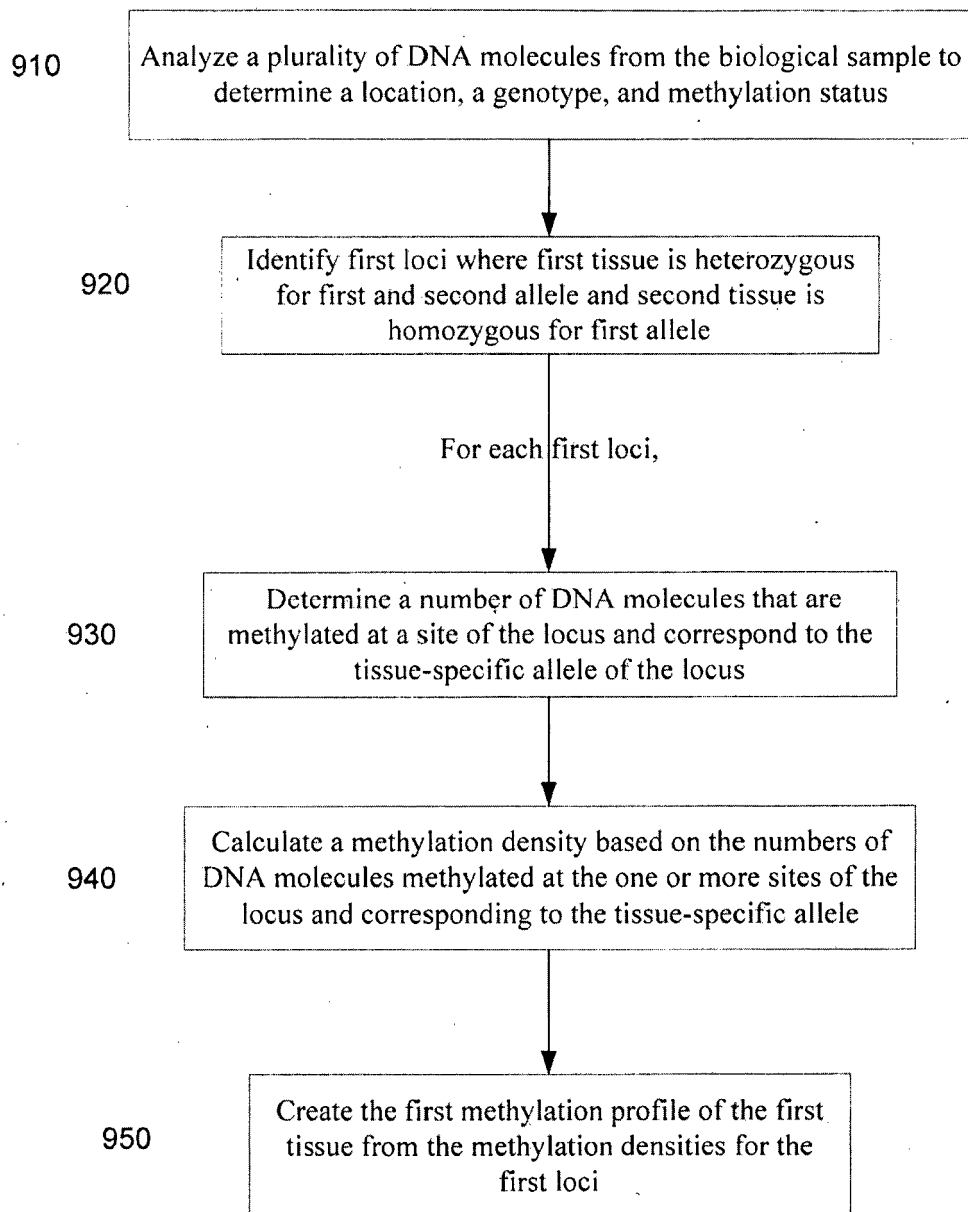 910
Analyze a plurality of DNA molecules from the biological sample to
determine a location, a genotype, and methylation status
920
Identify first loci where first tissue is heterozygous
for first and second allele and second tissue is
homozygous for first allele
For each first loci,
930
Determine a number of DNA molecules that are
methylated at a site of the locus and correspond to the
tissue-specific allele of the locus
940
Calculate a methylation density based on the numbers of
DNA molecules methylated at the one or more sites of the
locus and corresponding to the tissue-specific allele
950
Create the first methylation profile of the first
tissue from the methylation densities for the
first loci